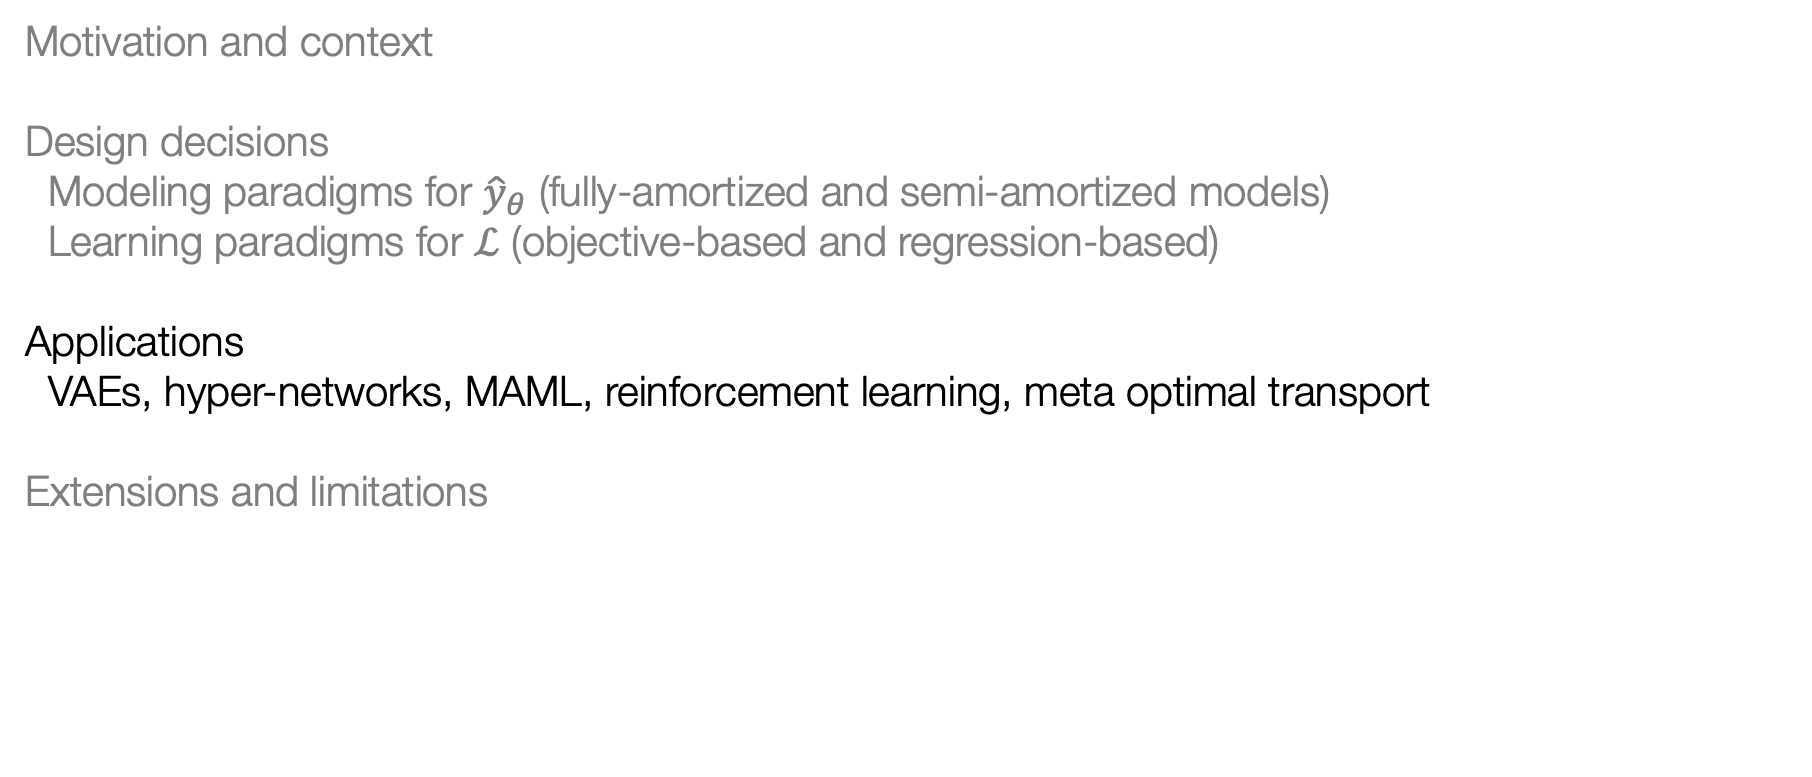 Motivation and context
Design decisions
Modeling paradigms for ŷ_θ (fully-amortized and semi-amortized models)
Learning paradigms for ℒ (objective-based and regression-based)
Applications
VAEs, hyper-networks, MAML, reinforcement learning, meta optimal transport
Extensions and limitations